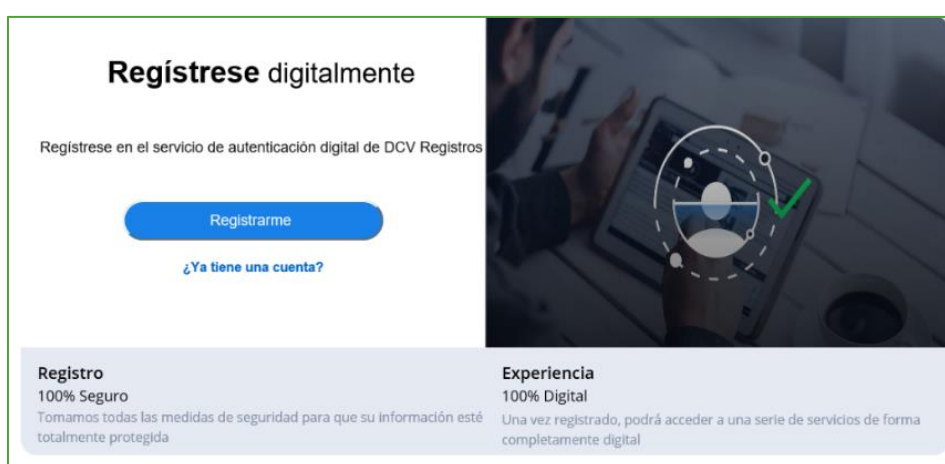 Regístrese digitalmente
Regístrese en el servicio de autenticación digital de DCV Registros
Registrarme
¿Ya tiene una cuenta?
Registro
100% Seguro
Tomamos todas las medidas de seguridad para que su información esté
totalmente protegida
Experiencia
100% Digital
Una vez registrado, podrá acceder a una serie de servicios de forma
completamente digital